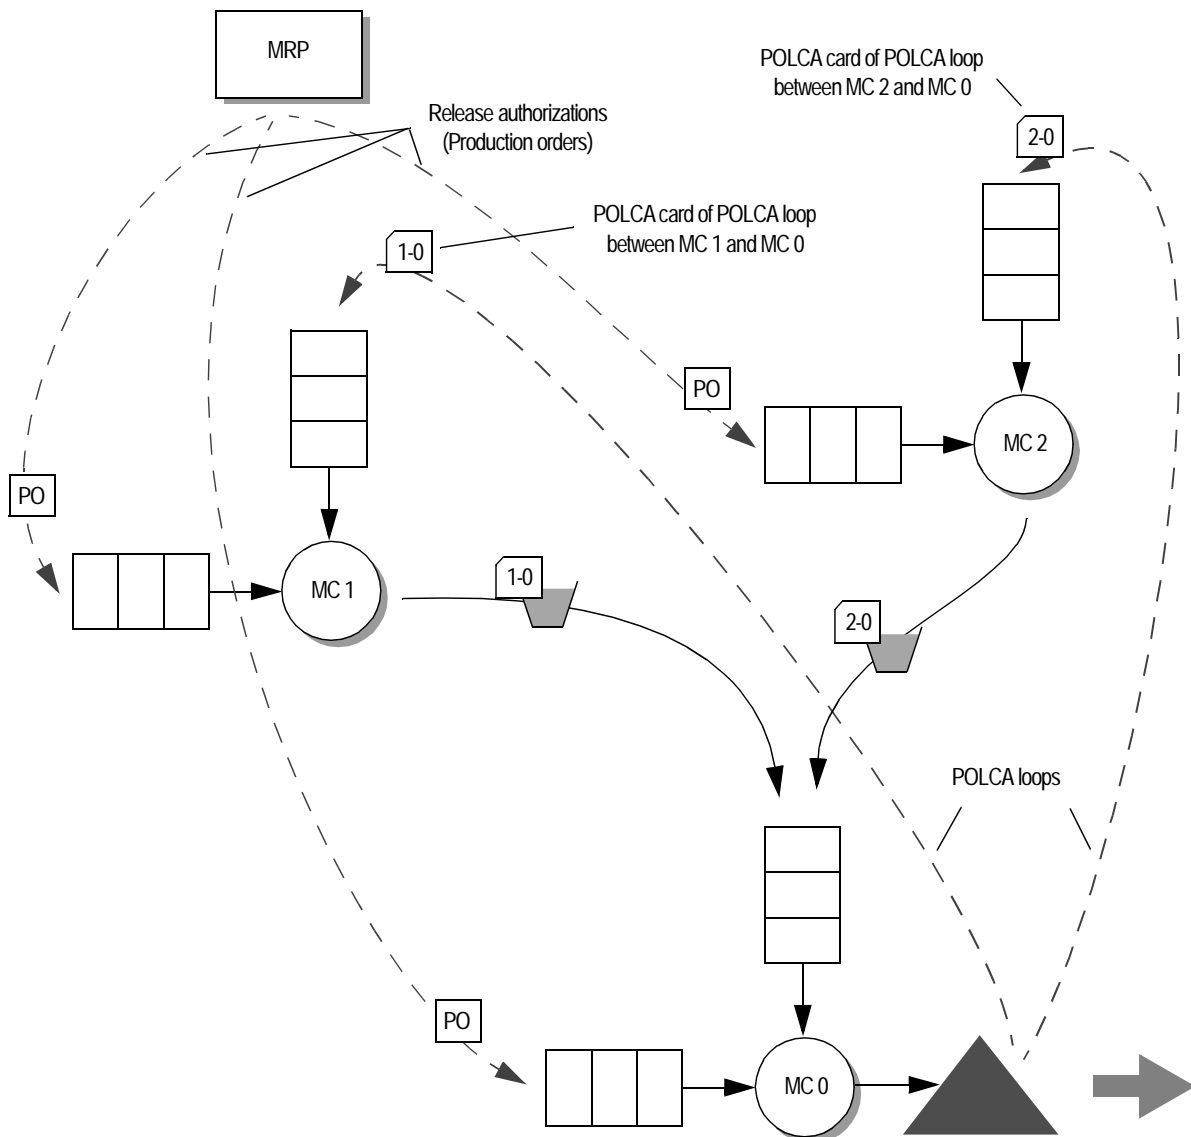 MRP
POLCA card of POLCA loop
between MC 2 and MC 0
Release authorizations
(Production orders)
2-0
POLCA card of POLCA loop
between MC 1 and MC 0
1-0
PO
MC 2
PO
MC 1
1-0
2-0
POLCA loops
PO
MC 0